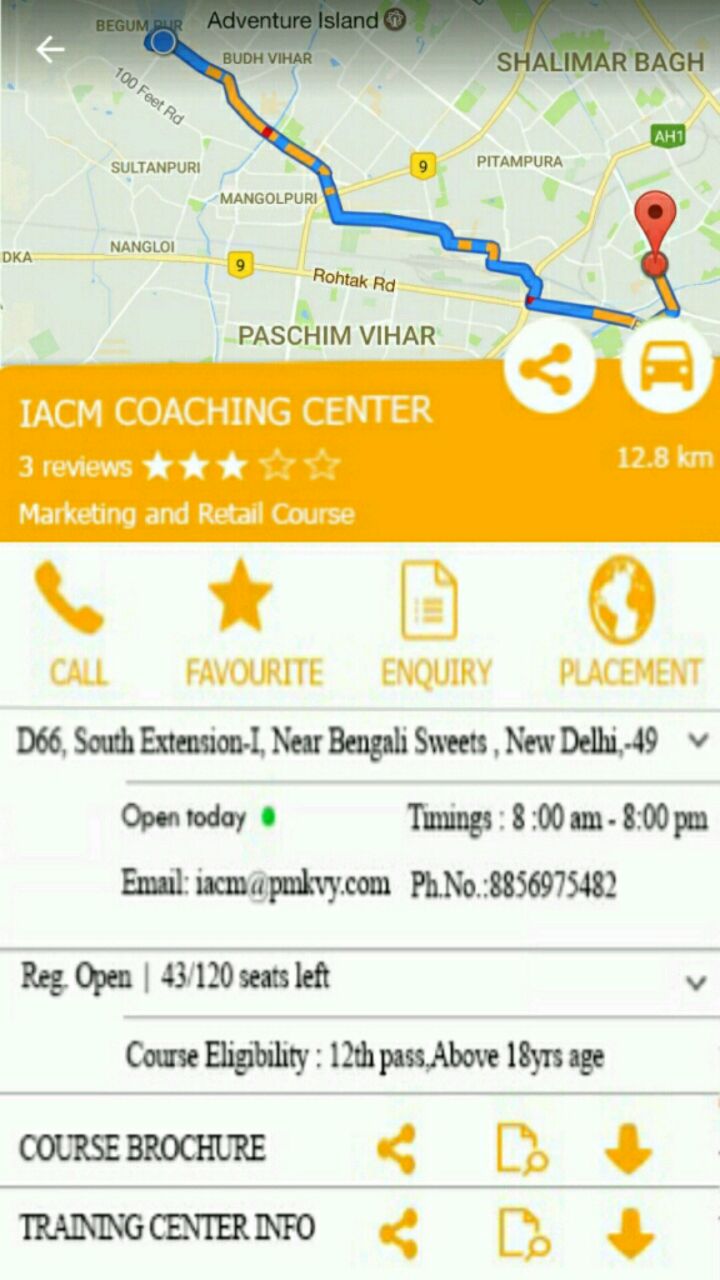 BEGUM PUR
Adventure Island
BUDH VIHAR
SHALIMAR BAGH
100 Feet Rd
AH1
SULTANPURI
9
PITAMPURA
MANGOLPURI
NANGLOI
DKA
9
Rohtak Rd
PASCHIM VIHAR
IACM COACHING CENTER
3 reviews
12.8 km
Marketing and Retail Course
CALL
FAVOURITE
ENQUIRY
PLACEMENT
D66, South Extension-I, Near Bengali Sweets , New Delhi,-49
Open today
Timings : 8 :00 am - 8:00 pm
Email: iacm@pmkvy.com
Ph.No.:8856975482
Reg. Open | 43/120 seats left
Course Eligibility : 12th pass,Above 18yrs age
COURSE BROCHURE
TRAINING CENTER INFO